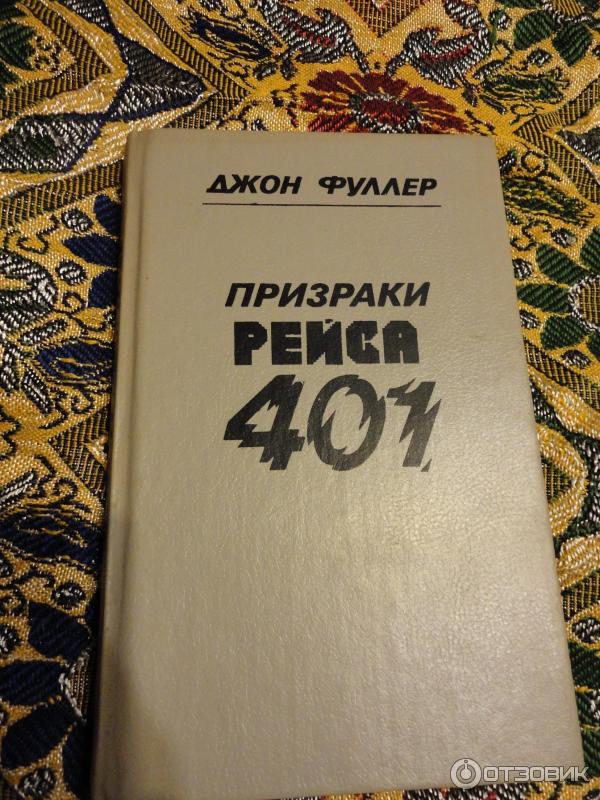 ДЖОН ФУЛЛЕР
ПРИЗРАКИ
РЕЙСА
401
ОТЗОВИК